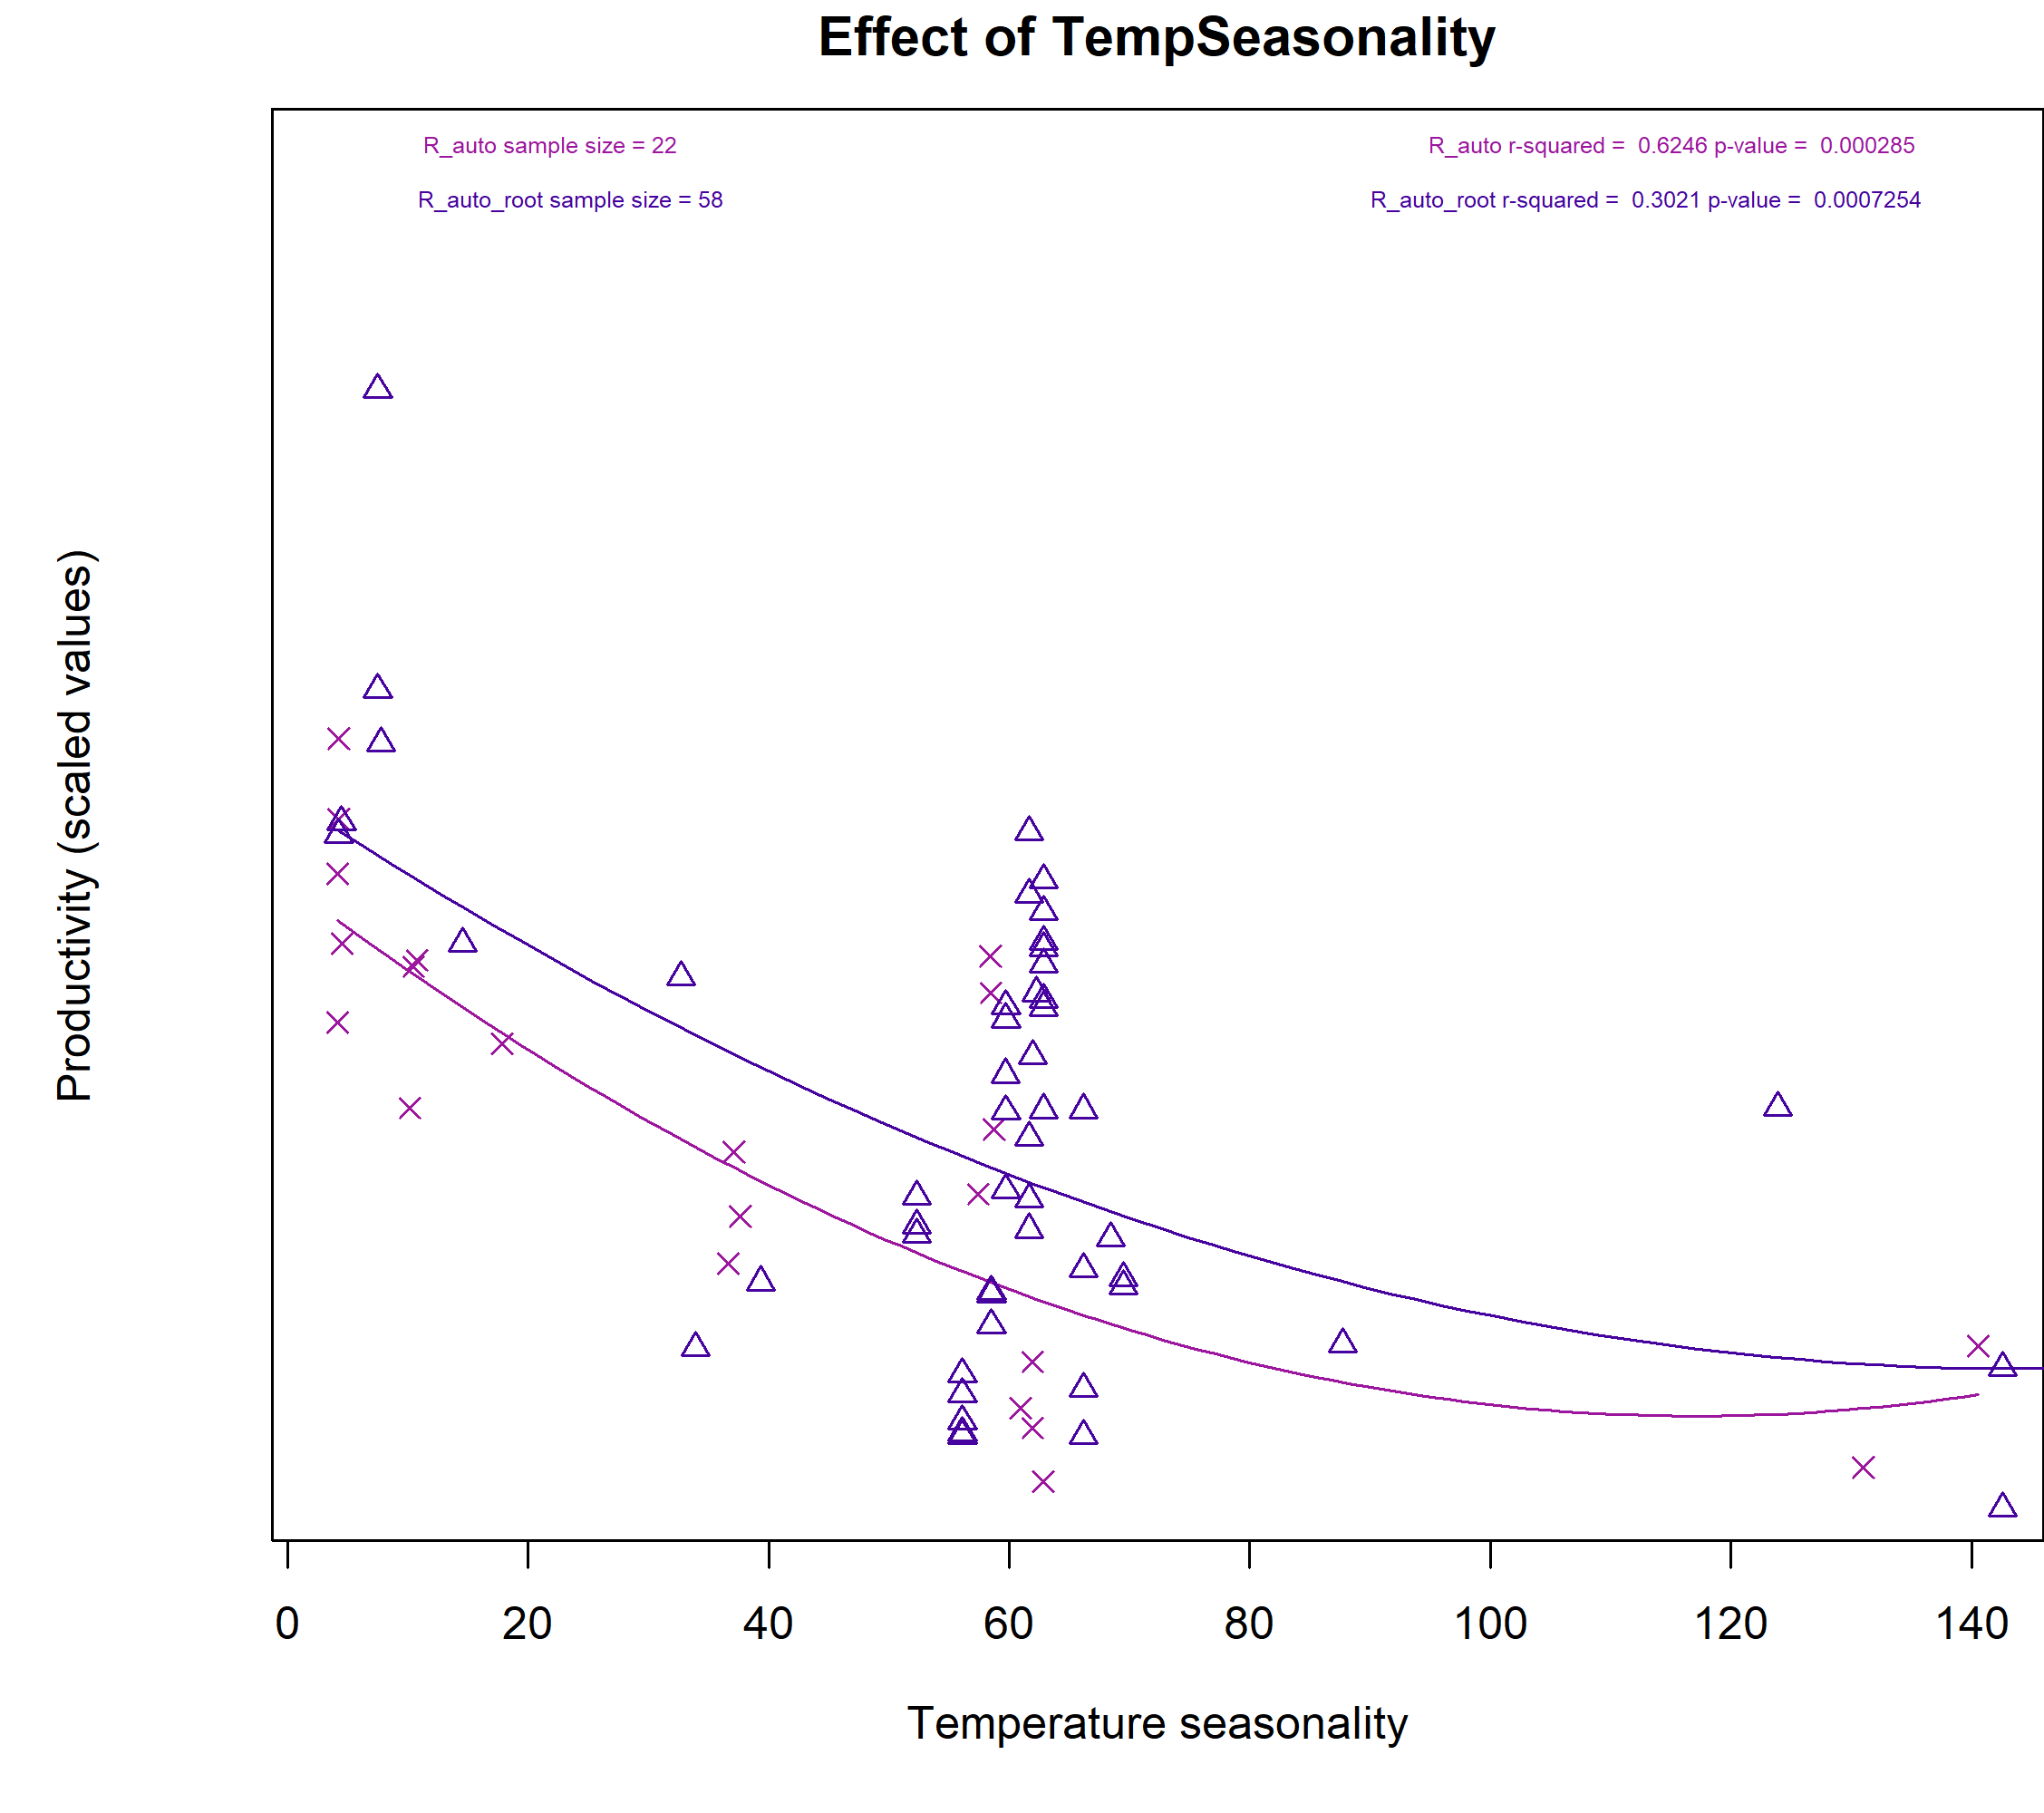 Effect of TempSeasonality
R_auto sample size = 22
R_auto r-squared = 0.6246 p-value = 0.000285
R_auto_root sample size = 58
R_auto_root r-squared = 0.3021 p-value = 0.0007254
Productivity (scaled values)
0 20 40 60 80 100 120 140
Temperature seasonality